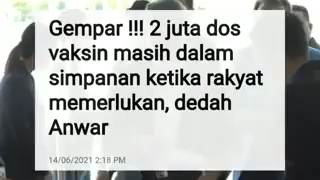 Gempar !!! 2 juta dos
vaksin masih dalam
simpanan ketika rakyat
memerlukan, dedah
Anwar
14/06/2021 2:18 PM